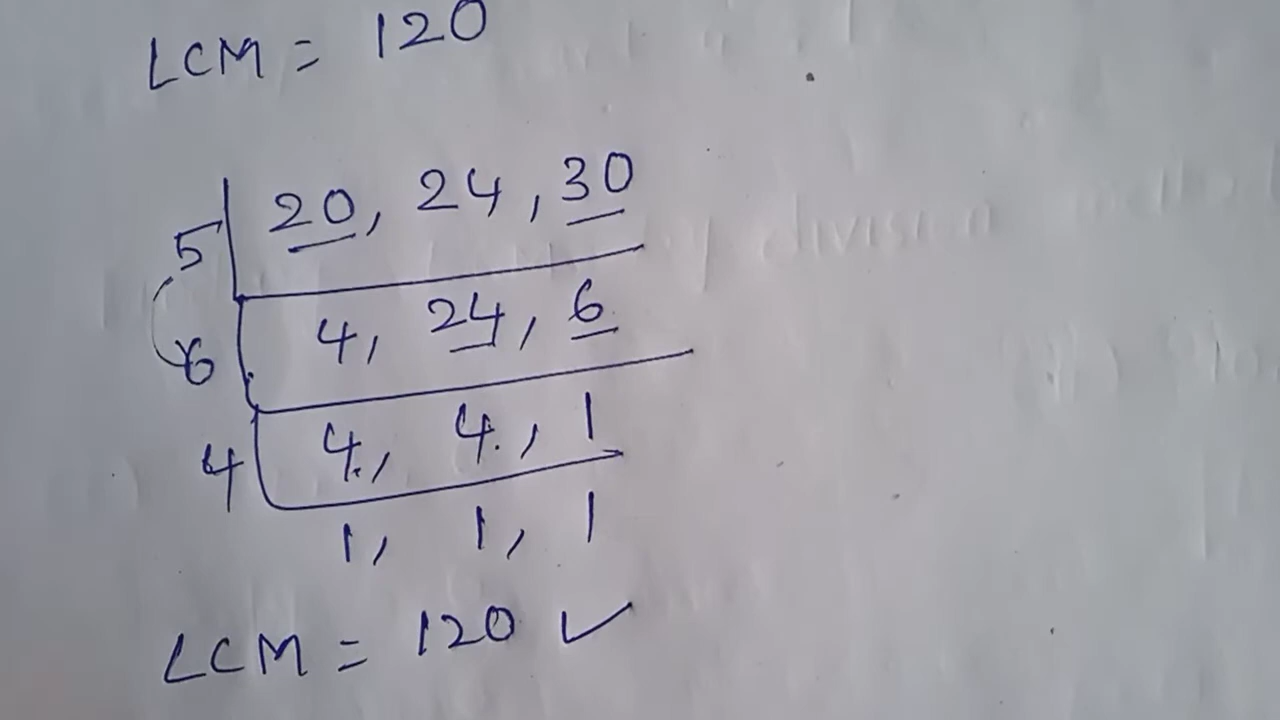 LCM = 120
5 | 20, 24, 30
6 | 4, 24, 6
4 | 4, 4, 1
1, 1, 1
LCM = 120 ✓